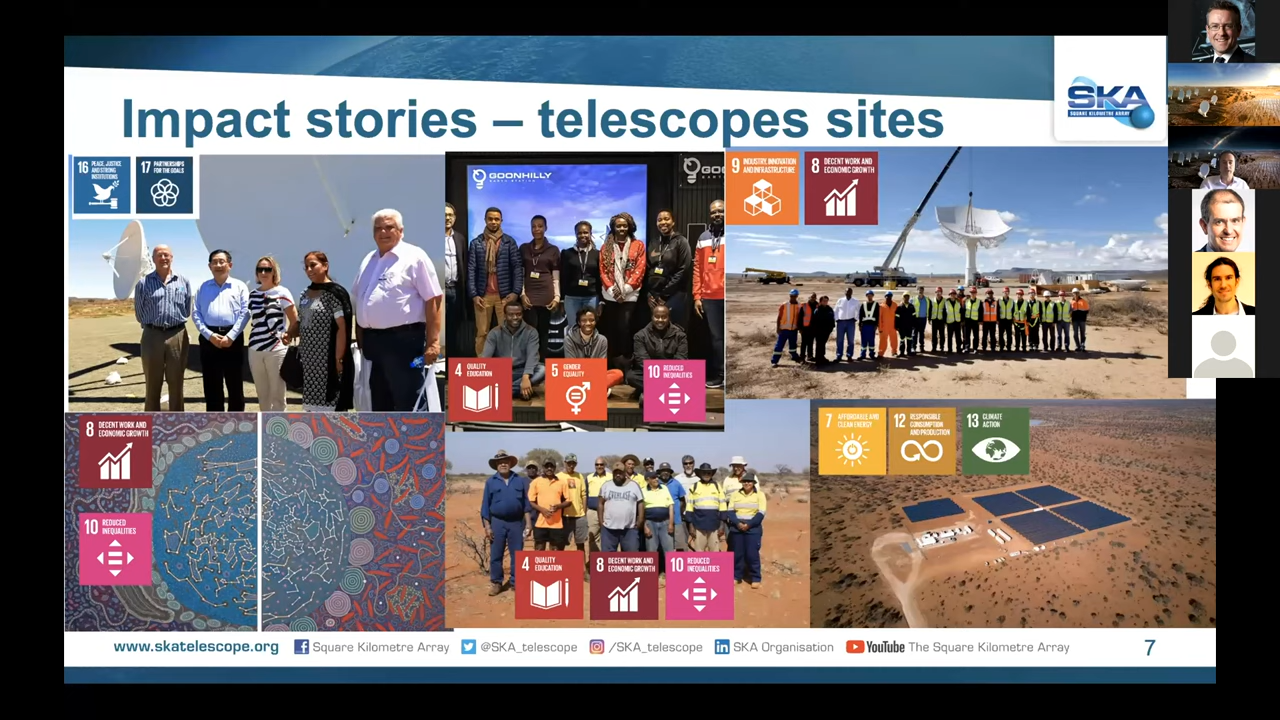 Impact stories – telescopes sites
SKA
SQUARE KILOMETRE ARRAY
16 PEACE, JUSTICE
AND STRONG
INSTITUTIONS
17 PARTNERSHIPS
FOR THE GOALS
GOONHILLY
EARTH STATION
GOO
4 QUALITY
EDUCATION
5 GENDER
EQUALITY
10 REDUCED
INEQUALITIES
9 INDUSTRY, INNOVATION
AND INFRASTRUCTURE
8 DECENT WORK AND
ECONOMIC GROWTH
8 DECENT WORK AND
ECONOMIC GROWTH
10 REDUCED
INEQUALITIES
EVERLAST
4 QUALITY
EDUCATION
8 DECENT WORK AND
ECONOMIC GROWTH
10 REDUCED
INEQUALITIES
7 AFFORDABLE AND
CLEAN ENERGY
12 RESPONSIBLE
CONSUMPTION
AND PRODUCTION
13 CLIMATE
ACTION
www.skatelescope.org Square Kilometre Array @SKA_telescope /SKA_telescope SKA Organisation YouTube The Square Kilometre Array 7